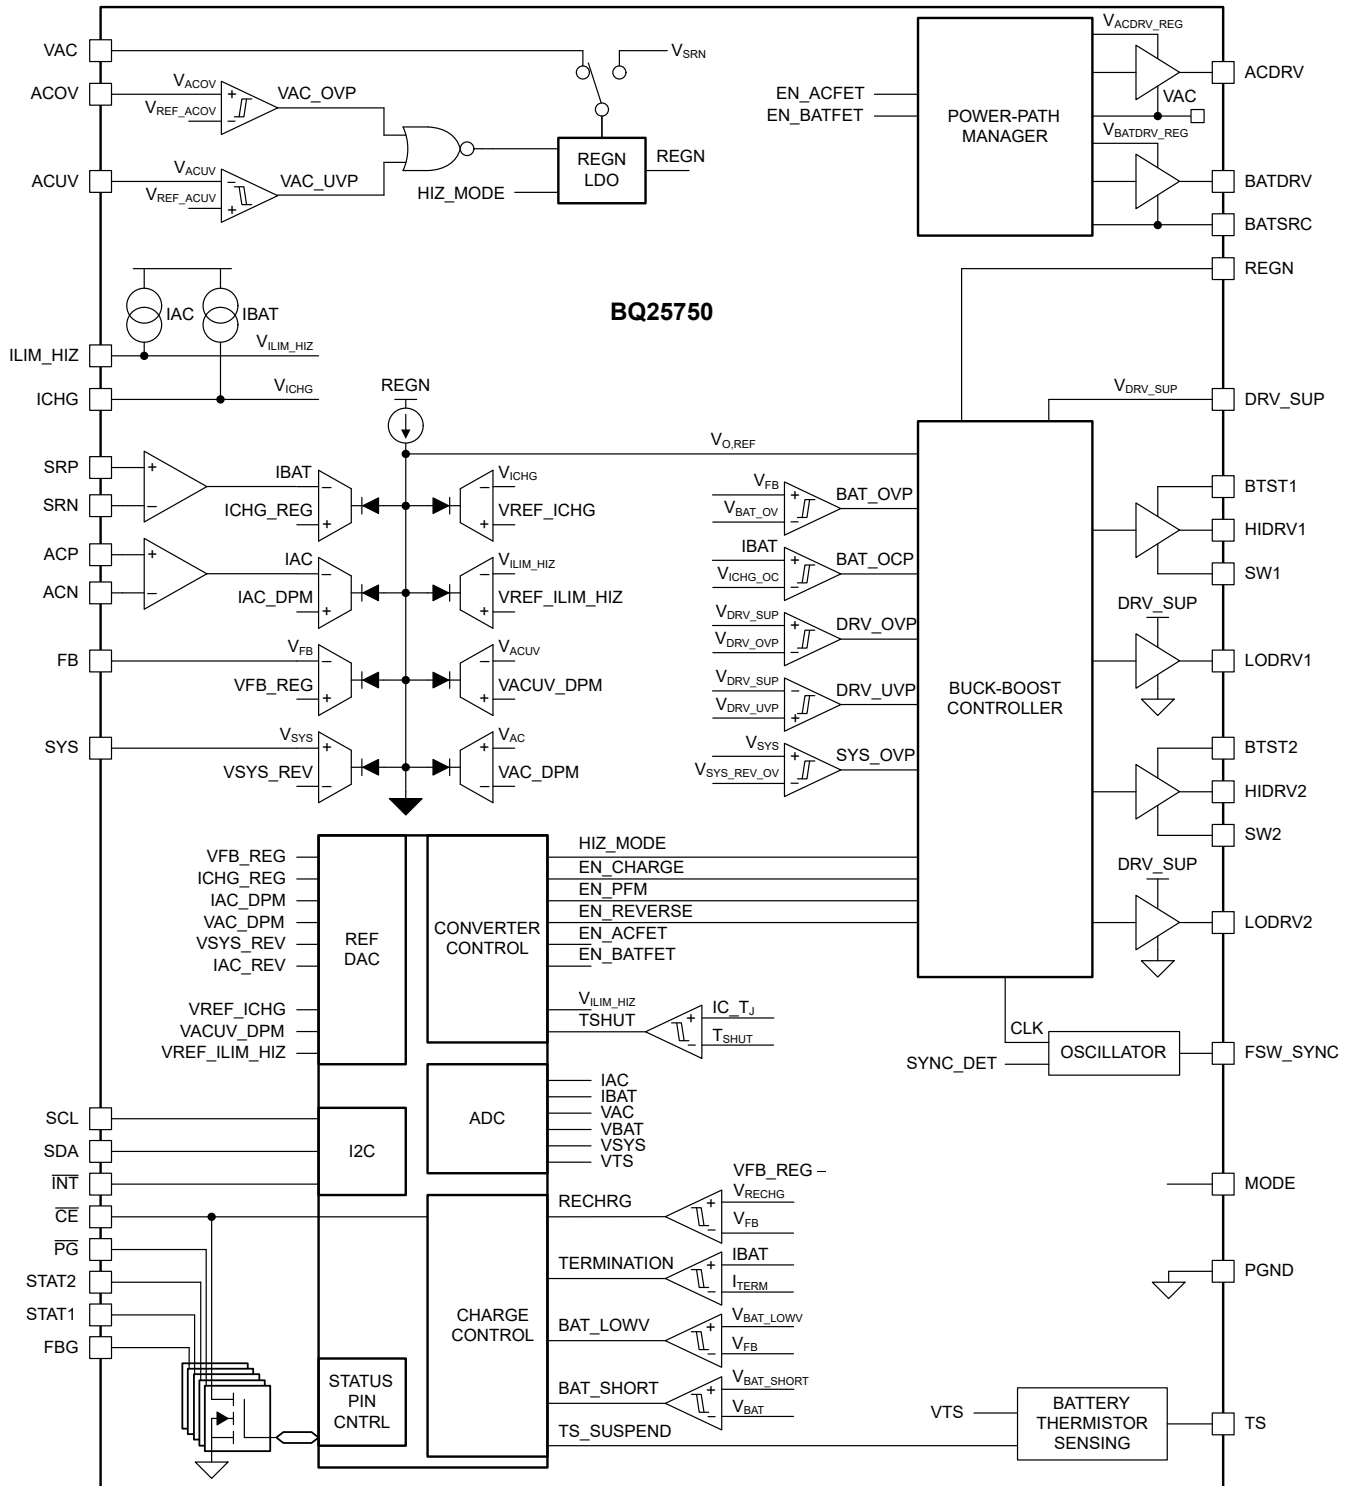 VAC
ACOV
ACUV
V_ACOV
V_REF_ACOV
+
−
VAC_OVP
V_ACUV
V_REF_ACUV
−
+
VAC_UVP
V_SRN
REGN
LDO
REGN
HIZ_MODE
EN_ACFET
EN_BATFET
POWER-PATH
MANAGER
V_ACDRV_REG
VAC
V_BATDRV_REG
ACDRV
BATDRV
BATSRC
REGN
BQ25750
IAC
IBAT
ILIM_HIZ
V_ILIM_HIZ
ICHG
V_ICHG
REGN
V_DRV_SUP
DRV_SUP
V_O,REF
SRP
SRN
+
−
IBAT
ICHG_REG
−
+
V_ICHG
VREF_ICHG
−
+
ACP
ACN
+
−
IAC
IAC_DPM
−
+
V_ILIM_HIZ
VREF_ILIM_HIZ
−
+
FB
V_FB
VFB_REG
−
+
V_ACUV
VACUV_DPM
−
+
SYS
V_SYS
VSYS_REV
+
−
V_AC
VAC_DPM
+
−
V_FB
V_BAT_OV
+
−
BAT_OVP
IBAT
V_ICHG_OC
+
−
BAT_OCP
V_DRV_SUP
V_DRV_OVP
+
−
DRV_OVP
V_DRV_SUP
V_DRV_UVP
−
+
DRV_UVP
V_SYS
V_SYS_REV_OV
+
−
SYS_OVP
BUCK-BOOST
CONTROLLER
BTST1
HIDRV1
SW1
DRV_SUP
LODRV1
BTST2
HIDRV2
SW2
DRV_SUP
LODRV2
VFB_REG
ICHG_REG
IAC_DPM
VAC_DPM
VSYS_REV
IAC_REV
VREF_ICHG
VACUV_DPM
VREF_ILIM_HIZ
REF
DAC
CONVERTER
CONTROL
HIZ_MODE
EN_CHARGE
EN_PFM
EN_REVERSE
EN_ACFET
EN_BATFET
V_ILIM_HIZ
TSHUT
+
−
IC_T_J
T_SHUT
CLK
SYNC_DET
OSCILLATOR
FSW_SYNC
ADC
IAC
IBAT
VAC
VBAT
VSYS
VTS
SCL
SDA
INT
I2C
CE
PG
STAT2
STAT1
FBG
STATUS
PIN
CNTRL
CHARGE
CONTROL
RECHRG
+
−
VFB_REG –
V_RECHG
V_FB
TERMINATION
+
−
IBAT
I_TERM
BAT_LOWV
+
−
V_BAT_LOWV
V_FB
BAT_SHORT
+
−
V_BAT_SHORT
V_BAT
TS_SUSPEND
MODE
PGND
VTS
BATTERY
THERMISTOR
SENSING
TS